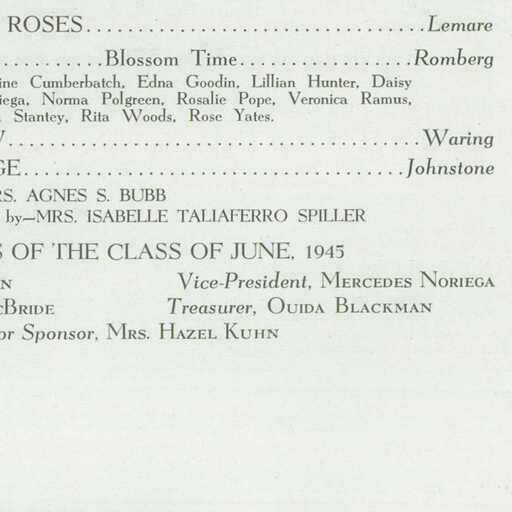 ROSES..............................Lemare
...........Blossom Time................Romberg
ine Cumberbatch, Edna Goodin, Lillian Hunter, Daisy
iega, Norma Polgreen, Rosalie Pope, Veronica Ramus,
Stantey, Rita Woods, Rose Yates.
......................................Waring
GE...................................Johnstone
RS. AGNES S. BUBB
by—MRS. ISABELLE TALIAFERRO SPILLER
S OF THE CLASS OF JUNE, 1945
N Vice-President, MERCEDES NORIEGA
CBRIDE Treasurer, OUIDA BLACKMAN
or Sponsor, MRS. HAZEL KUHN